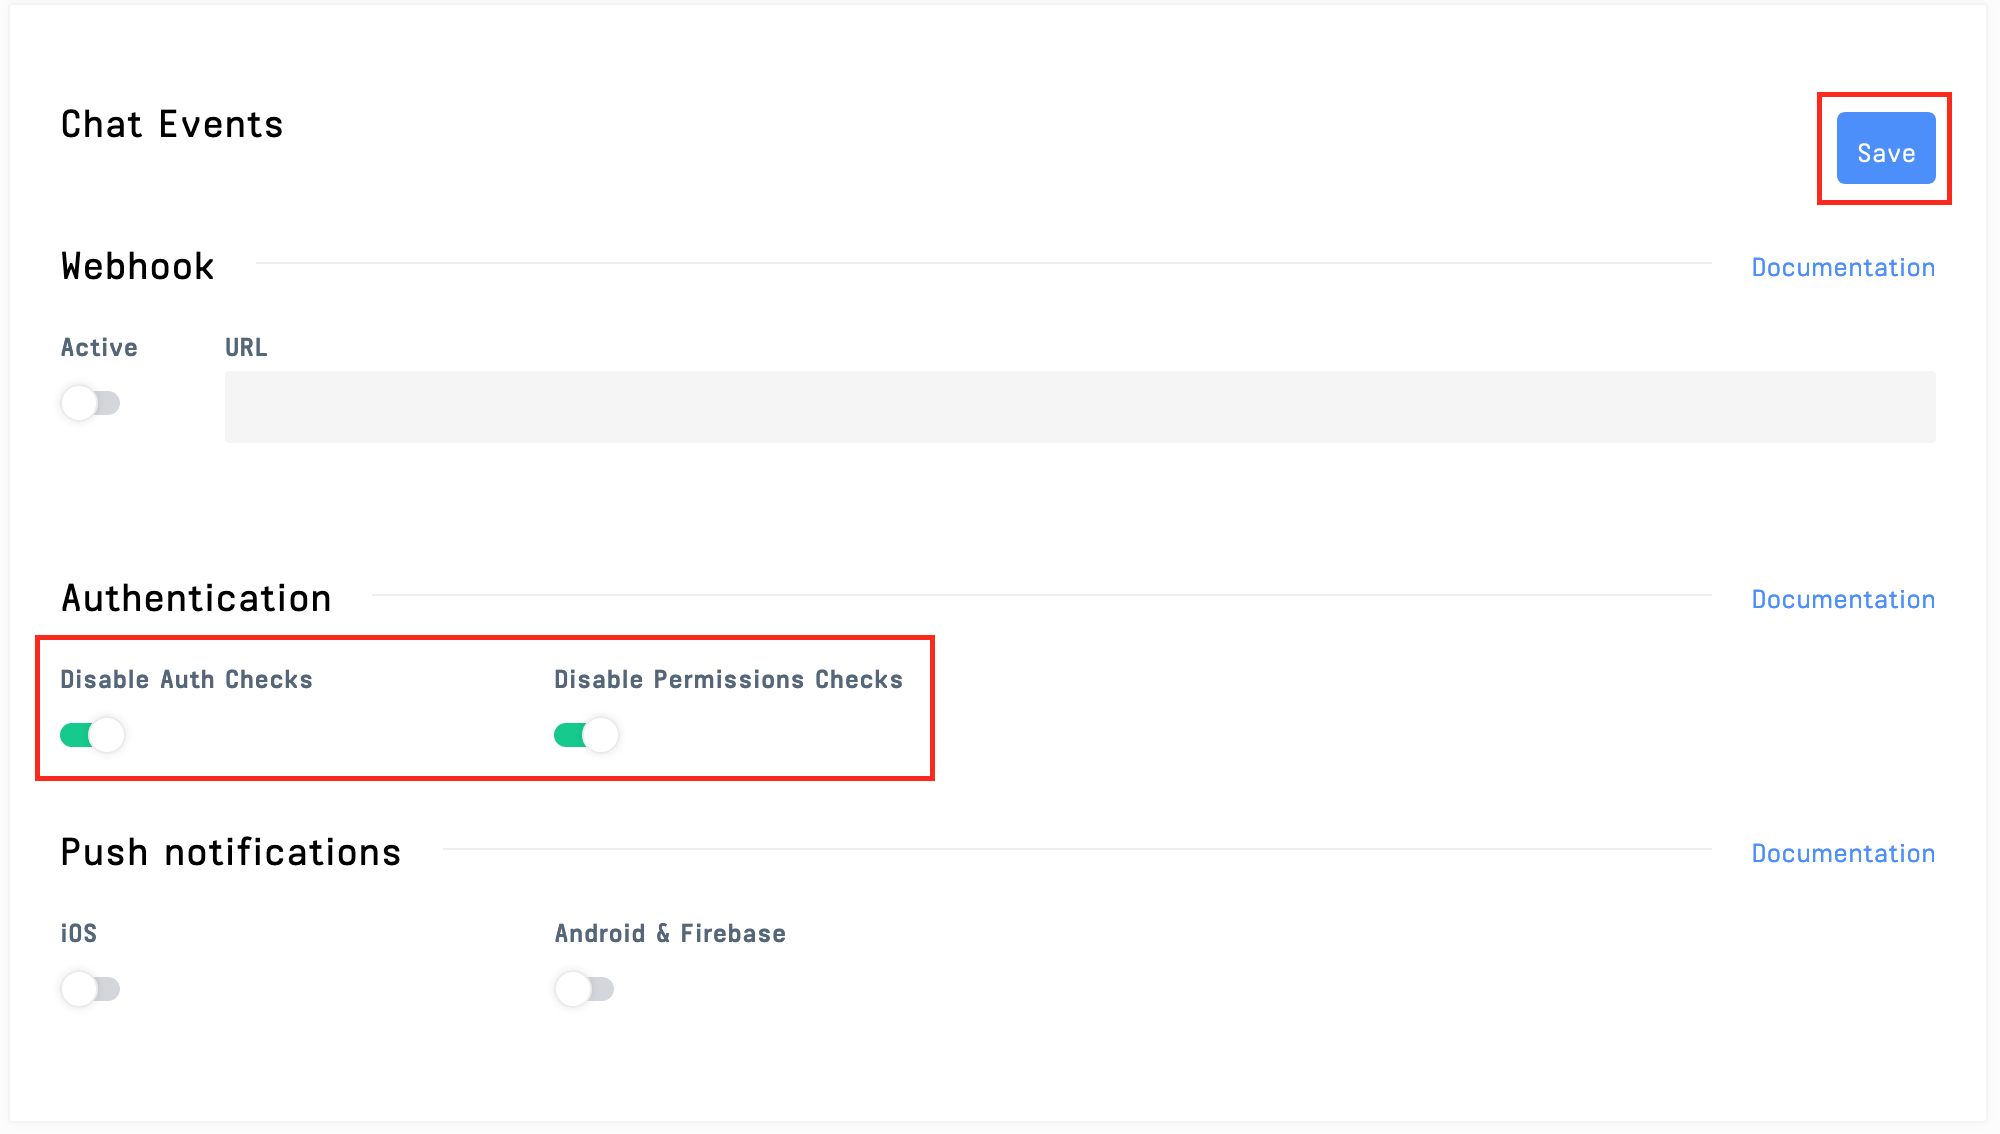 Chat Events
Save
Webhook
Documentation
Active
URL
Authentication
Documentation
Disable Auth Checks
Disable Permissions Checks
Push notifications
Documentation
iOS
Android & Firebase